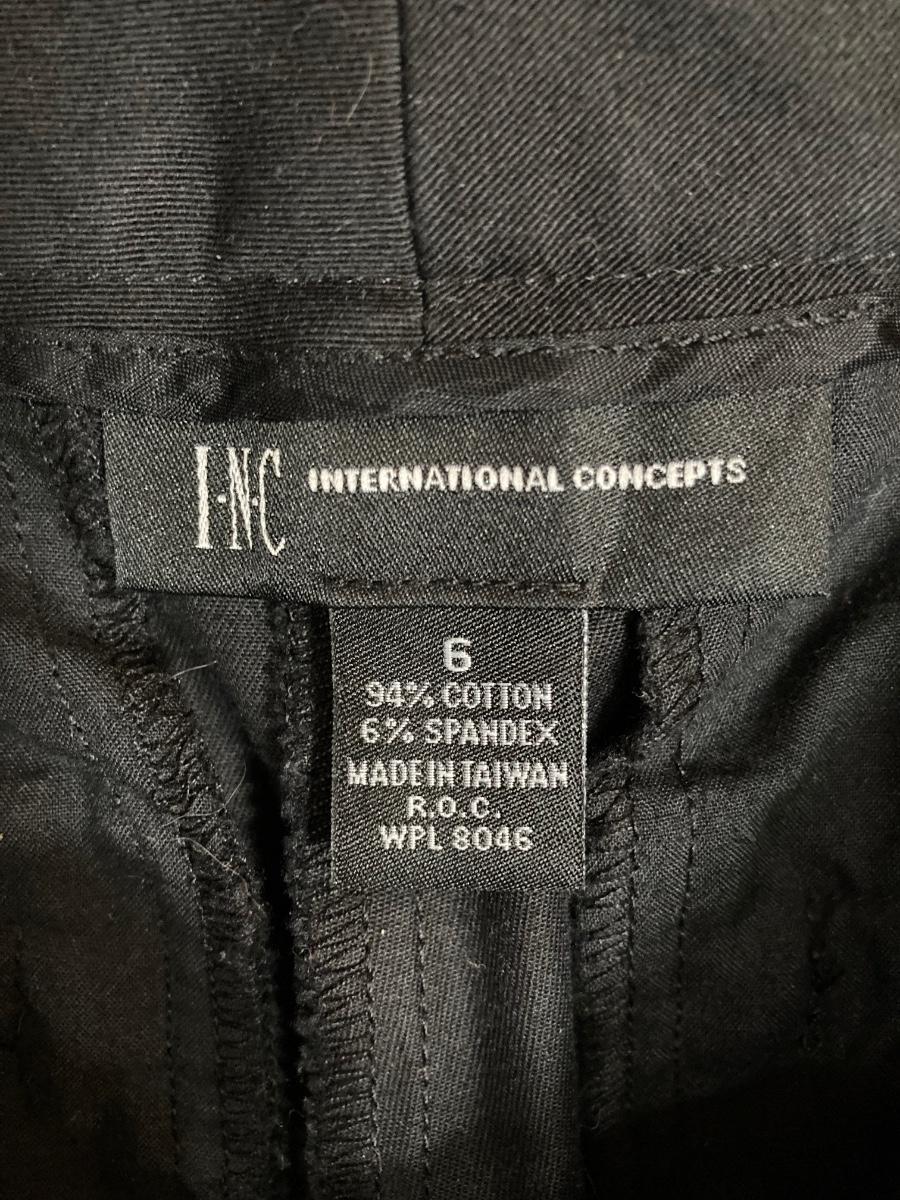 I·N·C INTERNATIONAL CONCEPTS
6
94% COTTON
6% SPANDEX
MADE IN TAIWAN
R.O.C.
WPL 8046